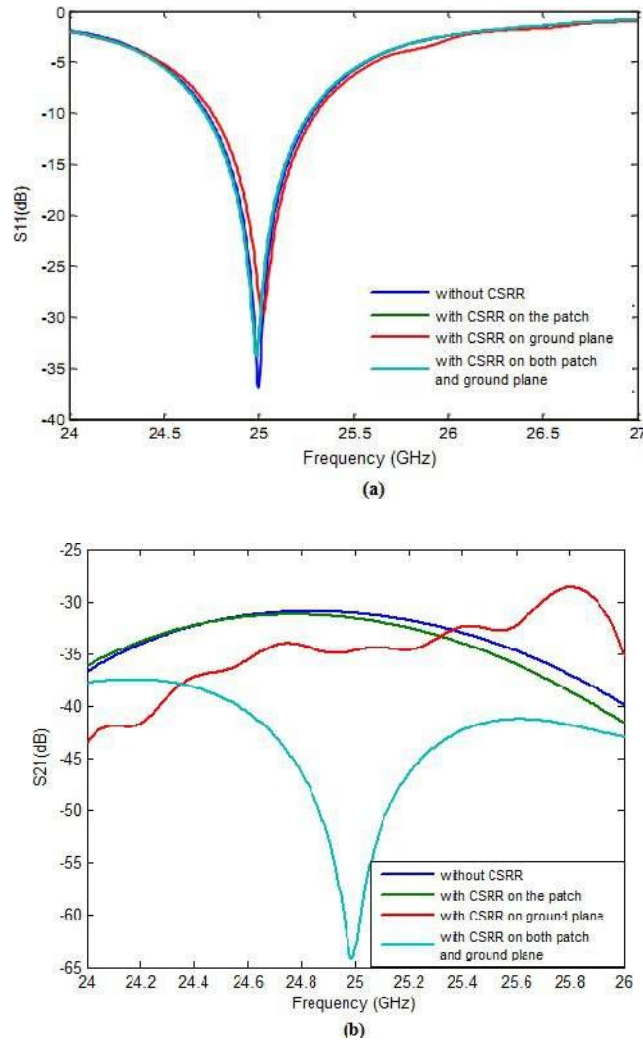 0
-5
-10
-15
-20
-25
-30
-35
-40
S11(dB)
without CSRR
with CSRR on the patch
with CSRR on ground plane
with CSRR on both patch
and ground plane
24 24.5 25 25.5 26 26.5 27
Frequency (GHz)
(a)
-25
-30
-35
-40
-45
-50
-55
-60
-65
S21(dB)
without CSRR
with CSRR on the patch
with CSRR on ground plane
with CSRR on both patch
and ground plane
24 24.2 24.4 24.6 24.8 25 25.2 25.4 25.6 25.8 26
Frequency (GHz)
(b)